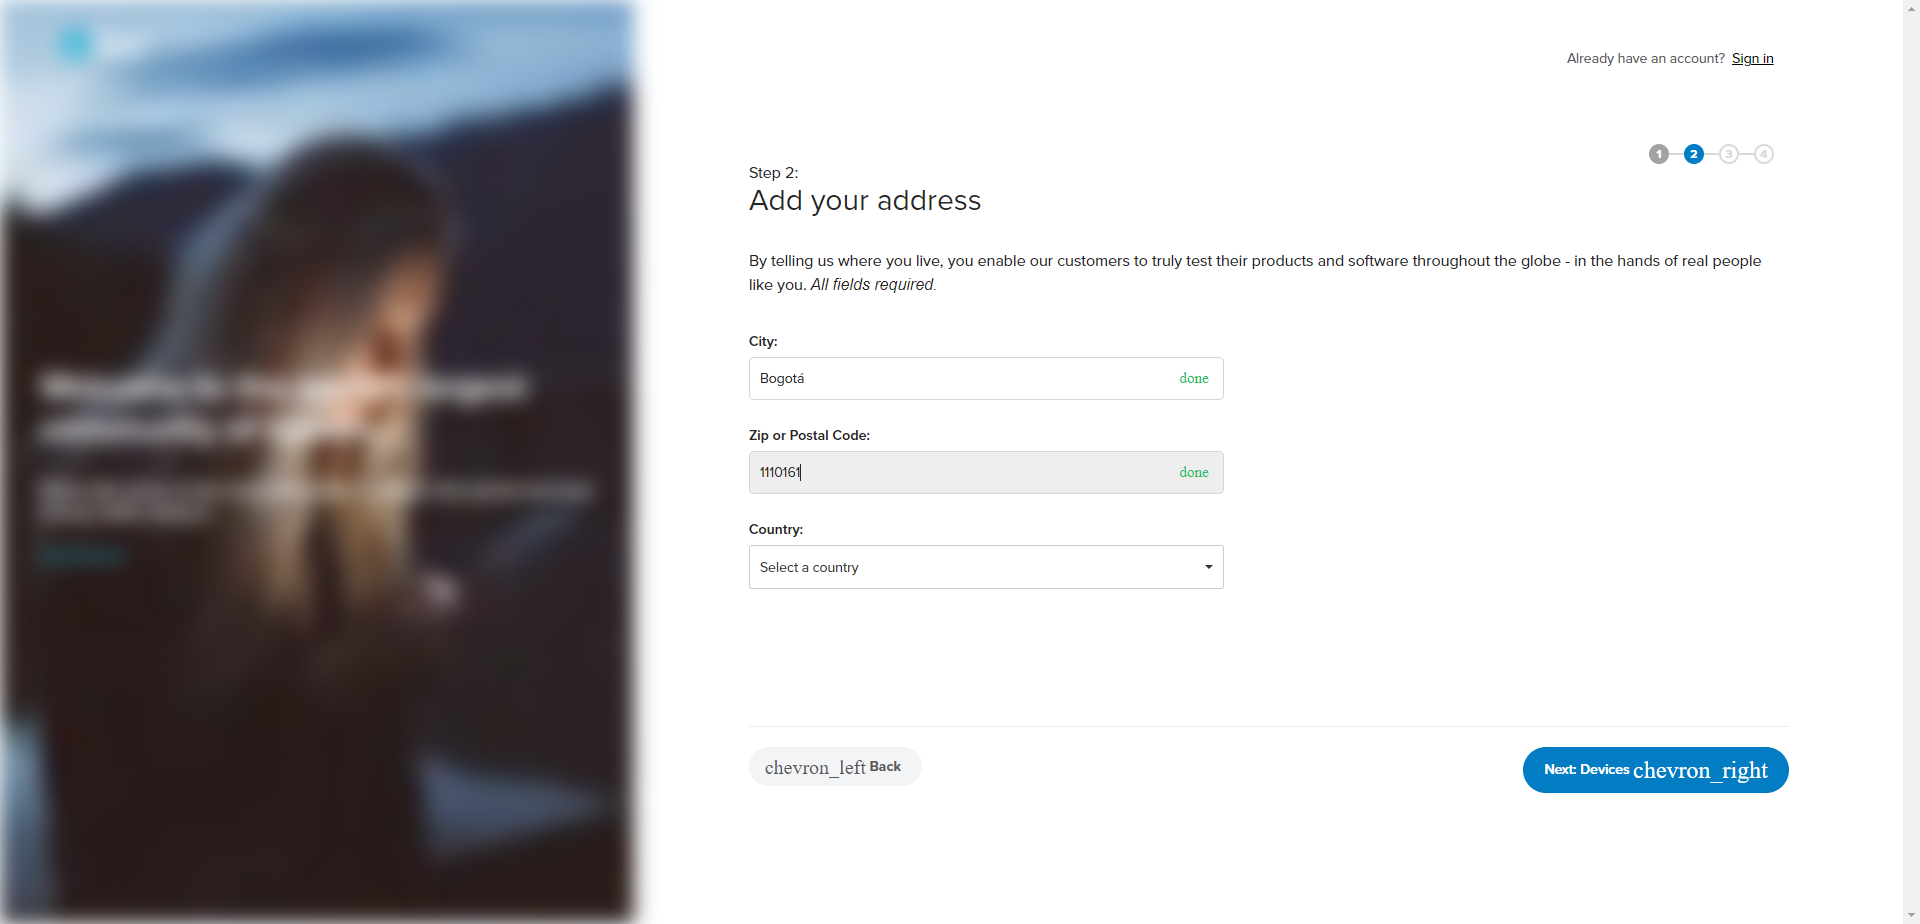 Already have an account? Sign in
1 2 3 4
Step 2:
Add your address
By telling us where you live, you enable our customers to truly test their products and software throughout the globe - in the hands of real people
like you. All fields required.
City:
Bogotá done
Zip or Postal Code:
1110161 done
Country:
Select a country
chevron_left Back
Next: Devices chevron_right